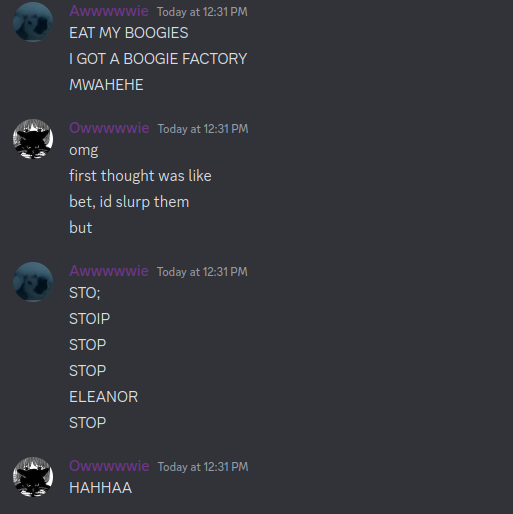 Awwwwwie Today at 12:31 PM
EAT MY BOOGIES
I GOT A BOOGIE FACTORY
MWAHEHE
Owwwwwie Today at 12:31 PM
omg
first thought was like
bet, id slurp them
but
Awwwwwie Today at 12:31 PM
STO;
STOIP
STOP
STOP
ELEANOR
STOP
Owwwwwie Today at 12:31 PM
HAHHAA